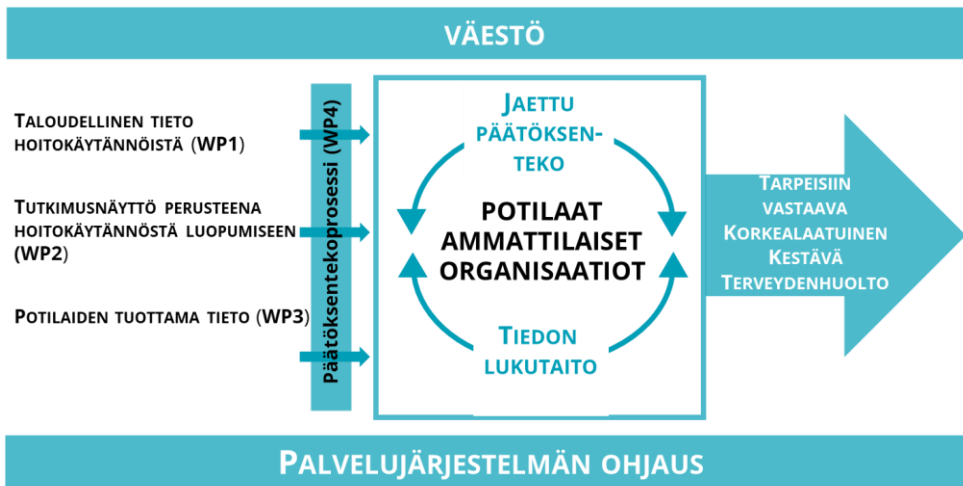 VÄESTÖ
TALOUDELLINEN TIETO
HOITOKÄYTÄNNÖISTÄ (WP1)
TUTKIMUSNÄYTTÖ PERUSTEENA
HOITOKÄYTÄNNÖSTÄ LUOPUMISEEN
(WP2)
POTILAIDEN TUOTTAMA TIETO (WP3)
Päätöksentekoprosessi (WP4)
JAETTU
PÄÄTÖKSEN-
TEKO
POTILAAT
AMMATTILAISET
ORGANISAATIOT
TIEDON
LUKUTAITO
TARPEISIIN
VASTAAVA
KORKEALAATUINEN
KESTÄVÄ
TERVEYDENHUOLTO
PALVELUJÄRJESTELMÄN OHJAUS